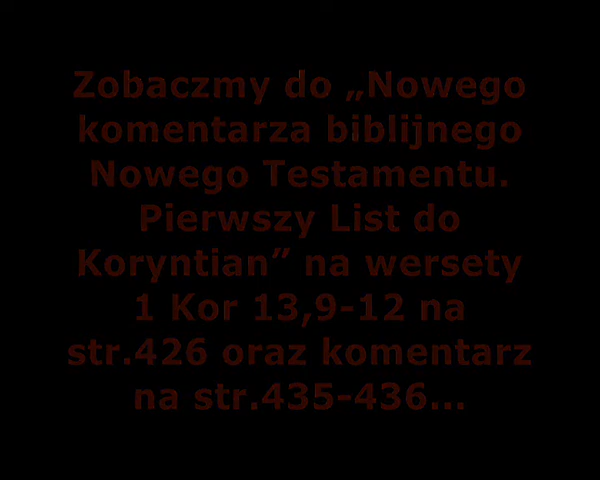 Zobaczmy do „Nowego
komentarza biblijnego
Nowego Testamentu.
Pierwszy List do
Koryntian” na wersety
1 Kor 13,9-12 na
str.426 oraz komentarz
na str.435-436...